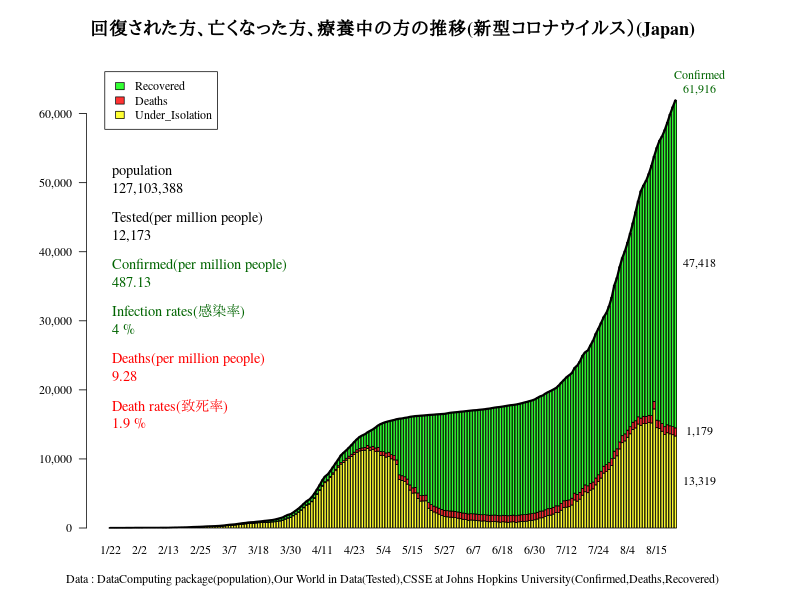 回復された方、亡くなった方、療養中の方の推移(新型コロナウイルス)(Japan)
Confirmed
61,916
Recovered
Deaths
Under_Isolation
population
127,103,388
Tested(per million people)
12,173
Confirmed(per million people)
487.13
Infection rates(感染率)
4 %
Deaths(per million people)
9.28
Death rates(致死率)
1.9 %
60,000
50,000
40,000
30,000
20,000
10,000
0
47,418
1,179
13,319
1/22 2/2 2/13 2/25 3/7 3/18 3/30 4/11 4/23 5/4 5/15 5/27 6/7 6/18 6/30 7/12 7/24 8/4 8/15
Data : DataComputing package(population),Our World in Data(Tested),CSSE at Johns Hopkins University(Confirmed,Deaths,Recovered)